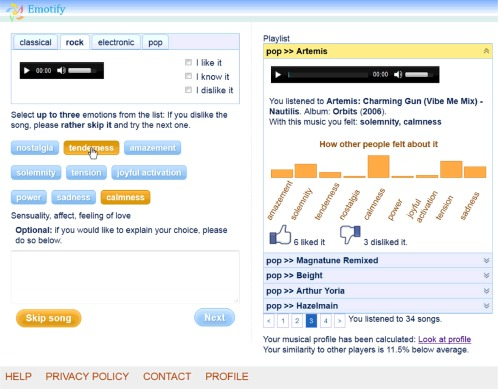 Emotify
classical rock electronic pop
00:00
I like it
I know it
I dislike it
Select up to three emotions from the list: If you dislike the
song, please rather skip it and try the next one.
nostalgia tenderness amazement
solemnity tension joyful activation
power sadness calmness
Sensuality, affect, feeling of love
Optional: if you would like to explain your choice, please
do so below.
Skip song Next
Playlist
pop >> Artemis
00:00
You listened to Artemis: Charming Gun (Vibe Me Mix) -
Nautilis. Album: Orbits (2006).
With this music you felt: solemnity, calmness
How other people felt about it
amazement
solemnity
tenderness
nostalgia
calmness
power
joyful
activation
tension
sadness
6 liked it. 3 disliked it.
pop >> Magnatune Remixed
pop >> Beight
pop >> Arthur Yoria
pop >> Hazelmain
< 1 2 3 4 > You listened to 34 songs.
Your musical profile has been calculated: Look at profile
Your similarity to other players is 11.5% below average.
HELP PRIVACY POLICY CONTACT PROFILE